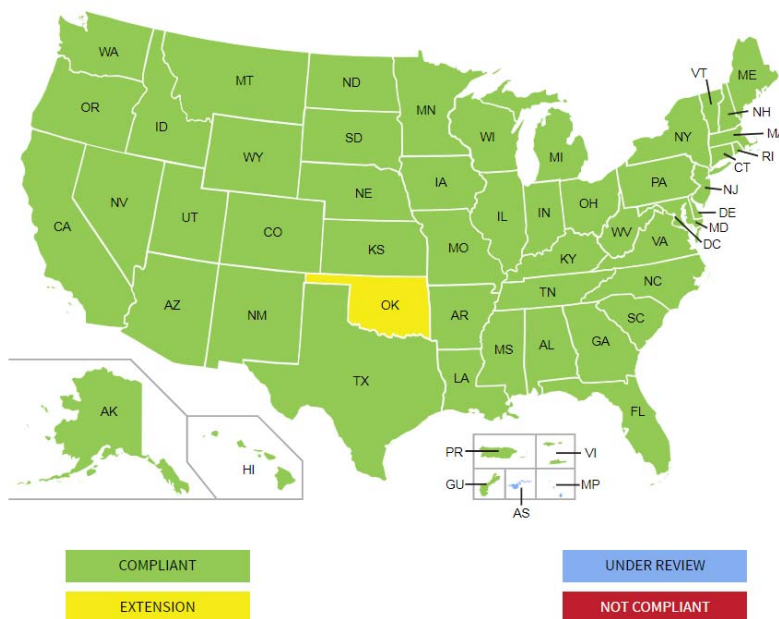 WA
MT
ND
MN
VT
ME
OR
ID
SD
WI
MI
NY
NH
MA
RI
CT
WY
IA
NE
PA
NJ
NV
UT
IL
IN
OH
DE
MD
DC
CA
CO
KS
MO
WV
VA
KY
NC
TN
AZ
NM
OK
AR
SC
MS
AL
GA
TX
LA
FL
AK
HI
PR
VI
GU
MP
AS
COMPLIANT
UNDER REVIEW
EXTENSION
NOT COMPLIANT